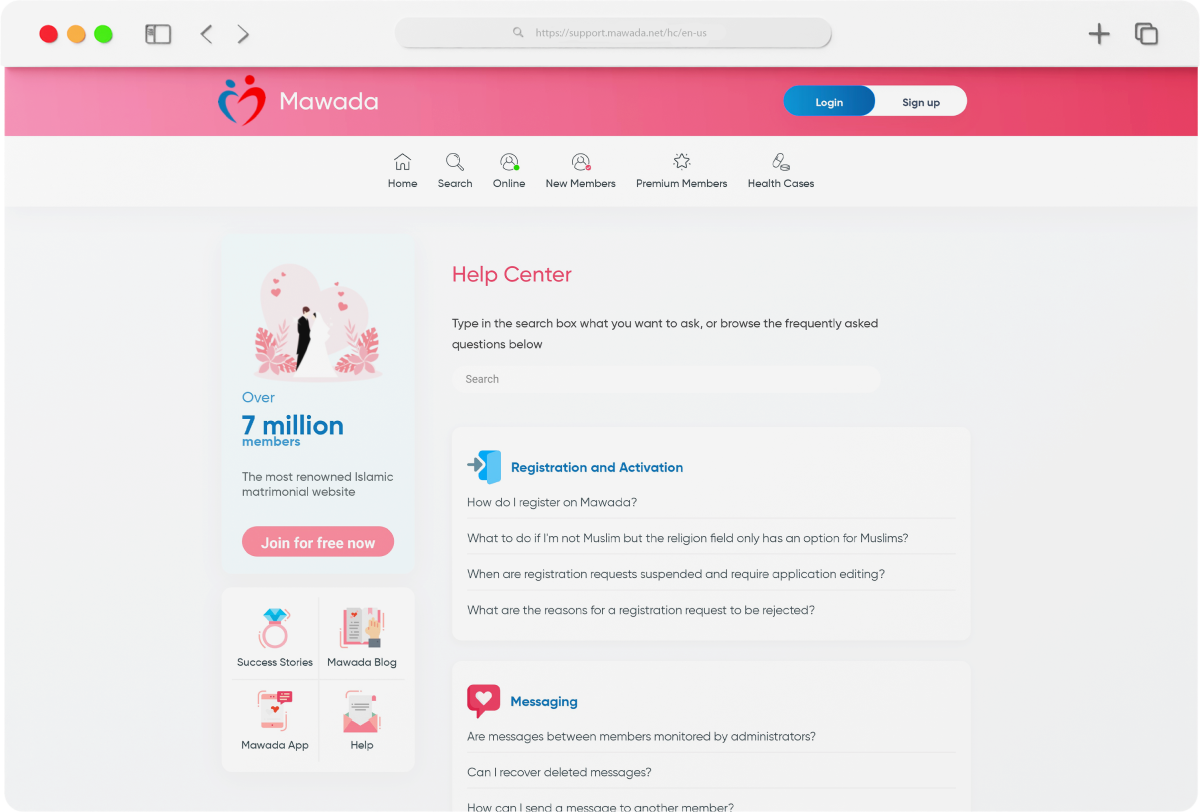 https://support.mawada.net/hc/en-us
Mawada
Login
Sign up
Home
Search
Online
New Members
Premium Members
Health Cases
Over
7 million
members
The most renowned Islamic
matrimonial website
Join for free now
Success Stories
Mawada Blog
Mawada App
Help
Help Center
Type in the search box what you want to ask, or browse the frequently asked
questions below
Search
Registration and Activation
How do I register on Mawada?
What to do if I'm not Muslim but the religion field only has an option for Muslims?
When are registration requests suspended and require application editing?
What are the reasons for a registration request to be rejected?
Messaging
Are messages between members monitored by administrators?
Can I recover deleted messages?
How can I send a message to another member?